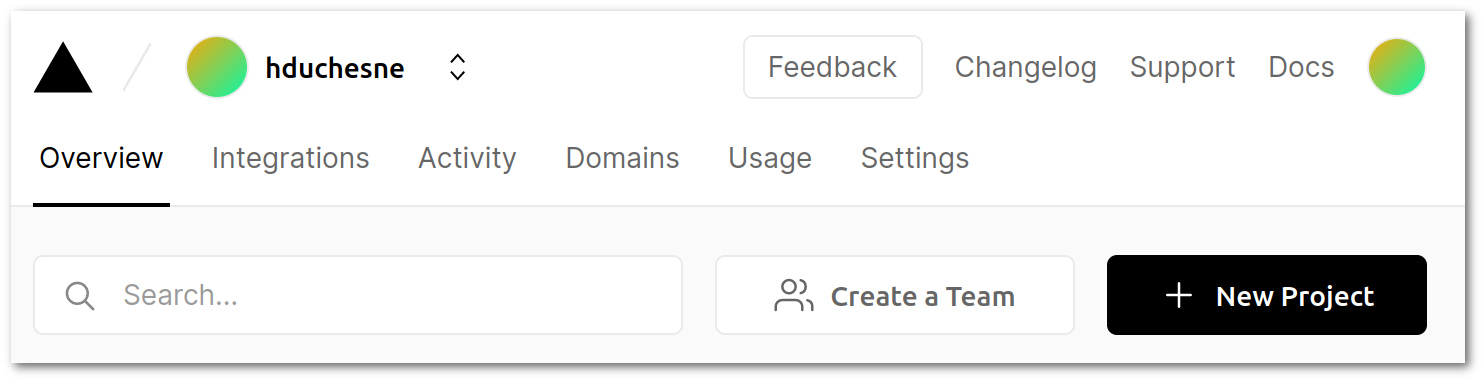 hduchesne Feedback Changelog Support Docs
Overview Integrations Activity Domains Usage Settings
Search... Create a Team New Project